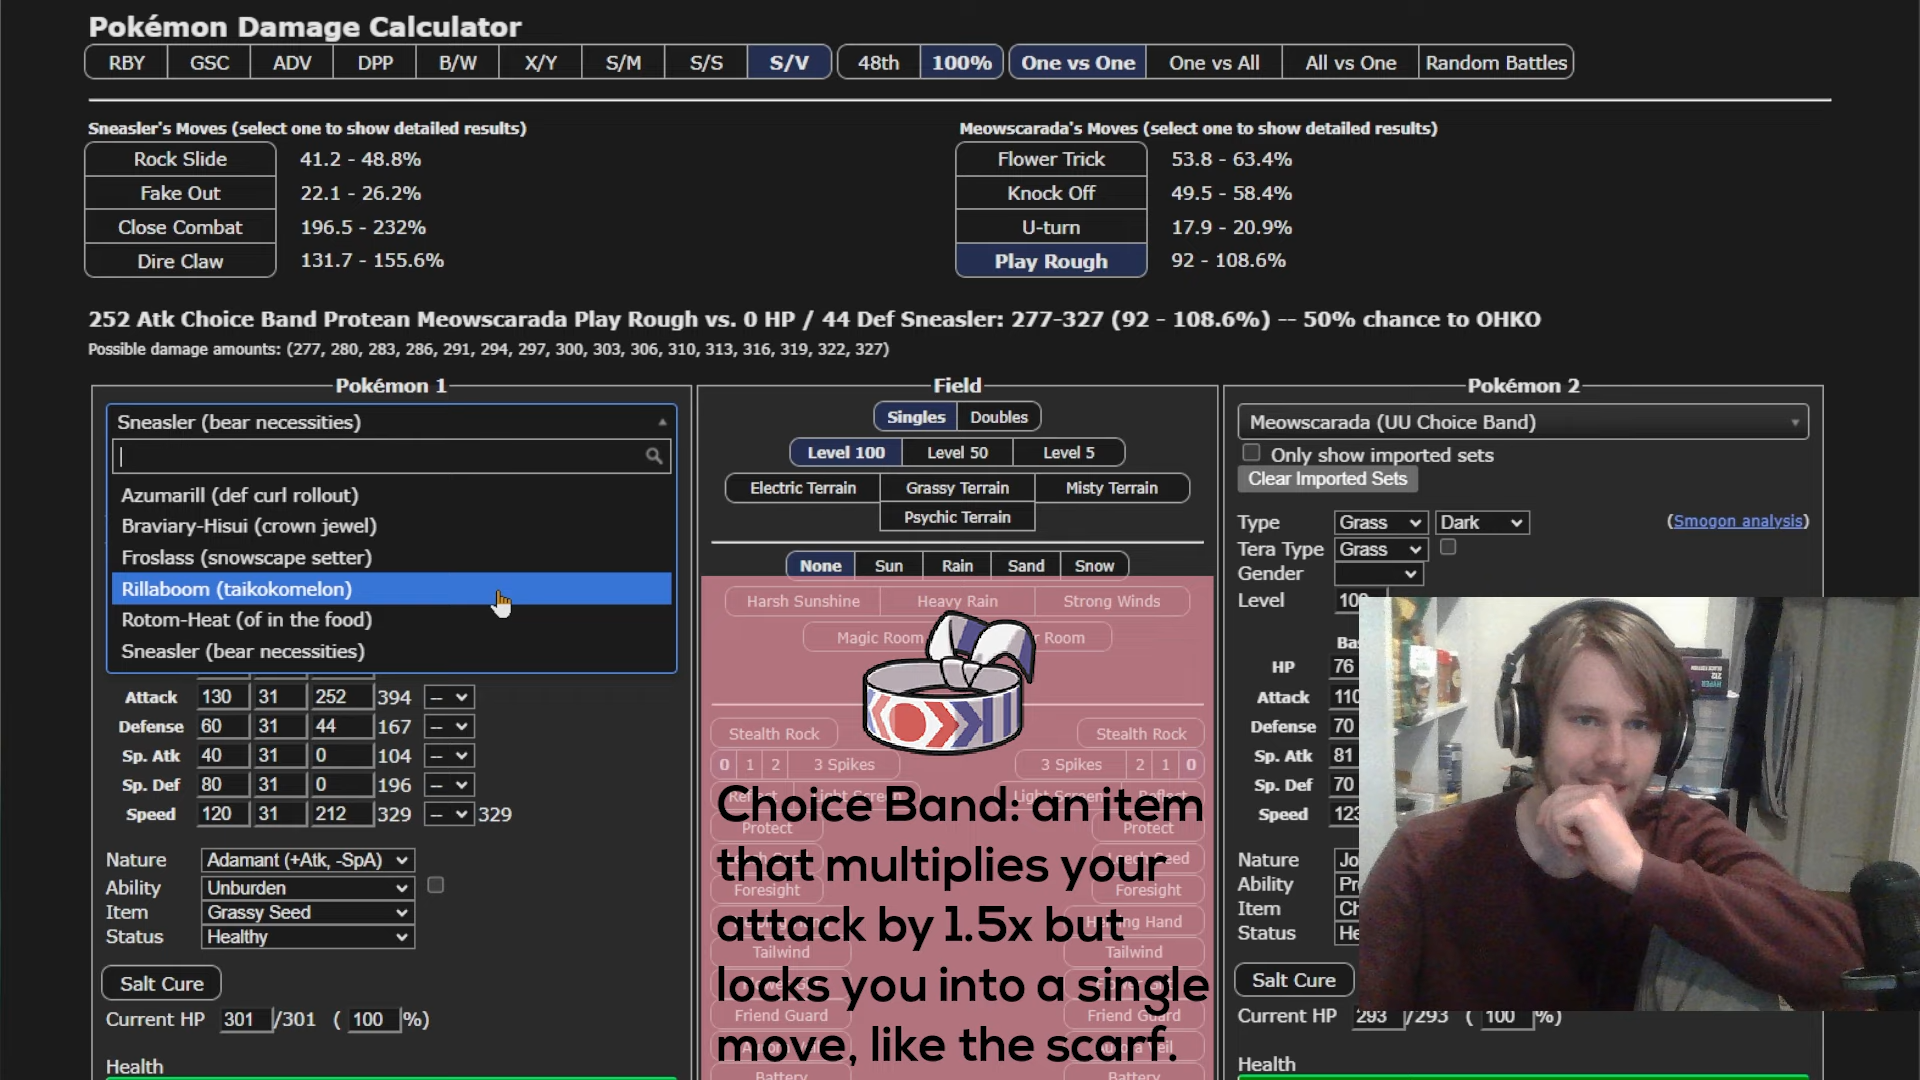 Pokémon Damage Calculator
RBY GSC ADV DPP B/W X/Y S/M S/S S/V 48th 100% One vs One One vs All All vs One Random Battles
Sneasler's Moves (select one to show detailed results)
Rock Slide 41.2 - 48.8%
Fake Out 22.1 - 26.2%
Close Combat 196.5 - 232%
Dire Claw 131.7 - 155.6%
Meowscarada's Moves (select one to show detailed results)
Flower Trick 53.8 - 63.4%
Knock Off 49.5 - 58.4%
U-turn 17.9 - 20.9%
Play Rough 92 - 108.6%
252 Atk Choice Band Protean Meowscarada Play Rough vs. 0 HP / 44 Def Sneasler: 277-327 (92 - 108.6%) -- 50% chance to OHKO
Possible damage amounts: (277, 280, 283, 286, 291, 294, 297, 300, 303, 306, 310, 313, 316, 319, 322, 327)
Pokémon 1
Sneasler (bear necessities)
Azumarill (def curl rollout)
Braviary-Hisui (crown jewel)
Froslass (snowscape setter)
Rillaboom (taikokomelon)
Rotom-Heat (of in the food)
Sneasler (bear necessities)
Attack 130 31 252 394 --
Defense 60 31 44 167 --
Sp. Atk 40 31 0 104 --
Sp. Def 80 31 0 196 --
Speed 120 31 212 329 -- 329
Nature Adamant (+Atk, -SpA)
Ability Unburden
Item Grassy Seed
Status Healthy
Salt Cure
Current HP 301 /301 ( 100 %)
Health
Field
Singles Doubles
Level 100 Level 50 Level 5
Electric Terrain Grassy Terrain Misty Terrain
Psychic Terrain
None Sun Rain Sand Snow
Harsh Sunshine Heavy Rain Strong Winds
Magic Room Room
Stealth Rock Stealth Rock
0 1 2 3 Spikes 3 Spikes 2 1 0
Protect Protect
Foresight Foresight
Tailwind Tailwind
Friend Guard Friend Guard
Battery Battery
Choice Band: an item
that multiplies your
attack by 1.5x but
locks you into a single
move, like the scarf.
Pokémon 2
Meowscarada (UU Choice Band)
Only show imported sets
Clear Imported Sets
Type Grass Dark (Smogon analysis)
Tera Type Grass
Gender
Level
HP 76
Attack 110
Defense 70
Sp. Atk 81
Sp. Def 70
Speed 123
Nature
Ability
Item
Status
Salt Cure
Current HP 293 /293 ( 100 %)
Health